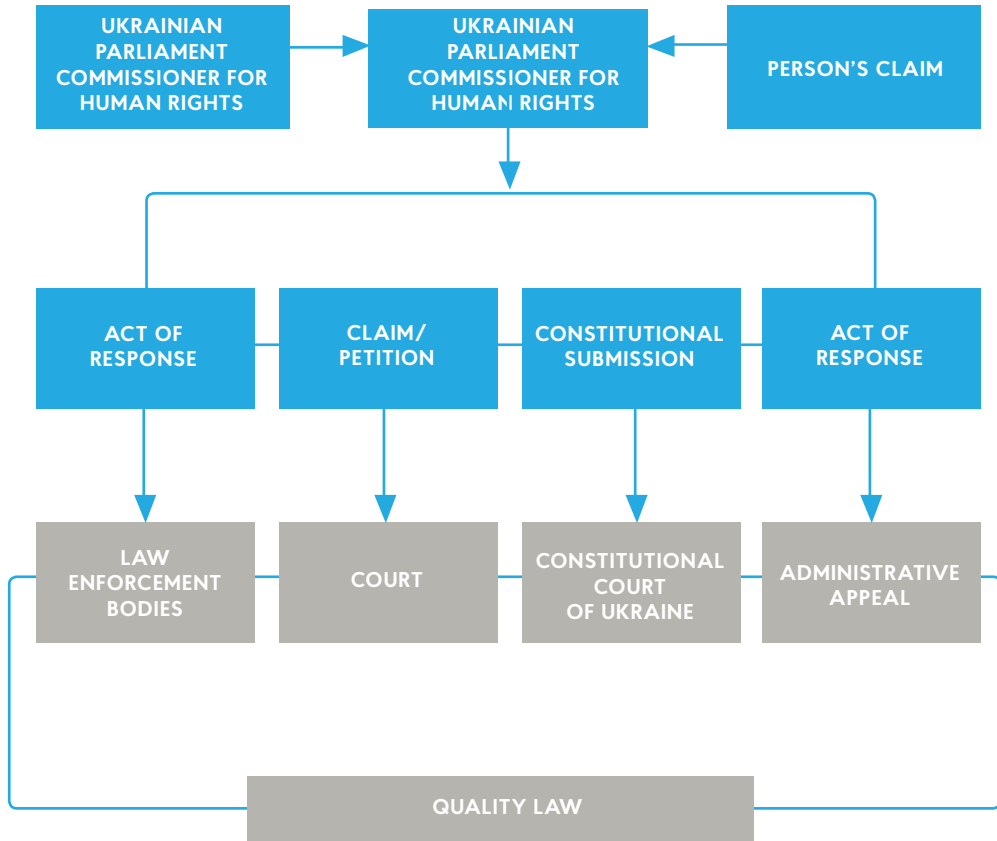 UKRAINIAN
PARLIAMENT
COMMISSIONER FOR
HUMAN RIGHTS
UKRAINIAN
PARLIAMENT
COMMISSIONER FOR
HUMAN RIGHTS
PERSON'S CLAIM
ACT OF
RESPONSE
CLAIM/
PETITION
CONSTITUTIONAL
SUBMISSION
ACT OF
RESPONSE
LAW
ENFORCEMENT
BODIES
COURT
CONSTITUTIONAL
COURT
OF UKRAINE
ADMINISTRATIVE
APPEAL
QUALITY LAW